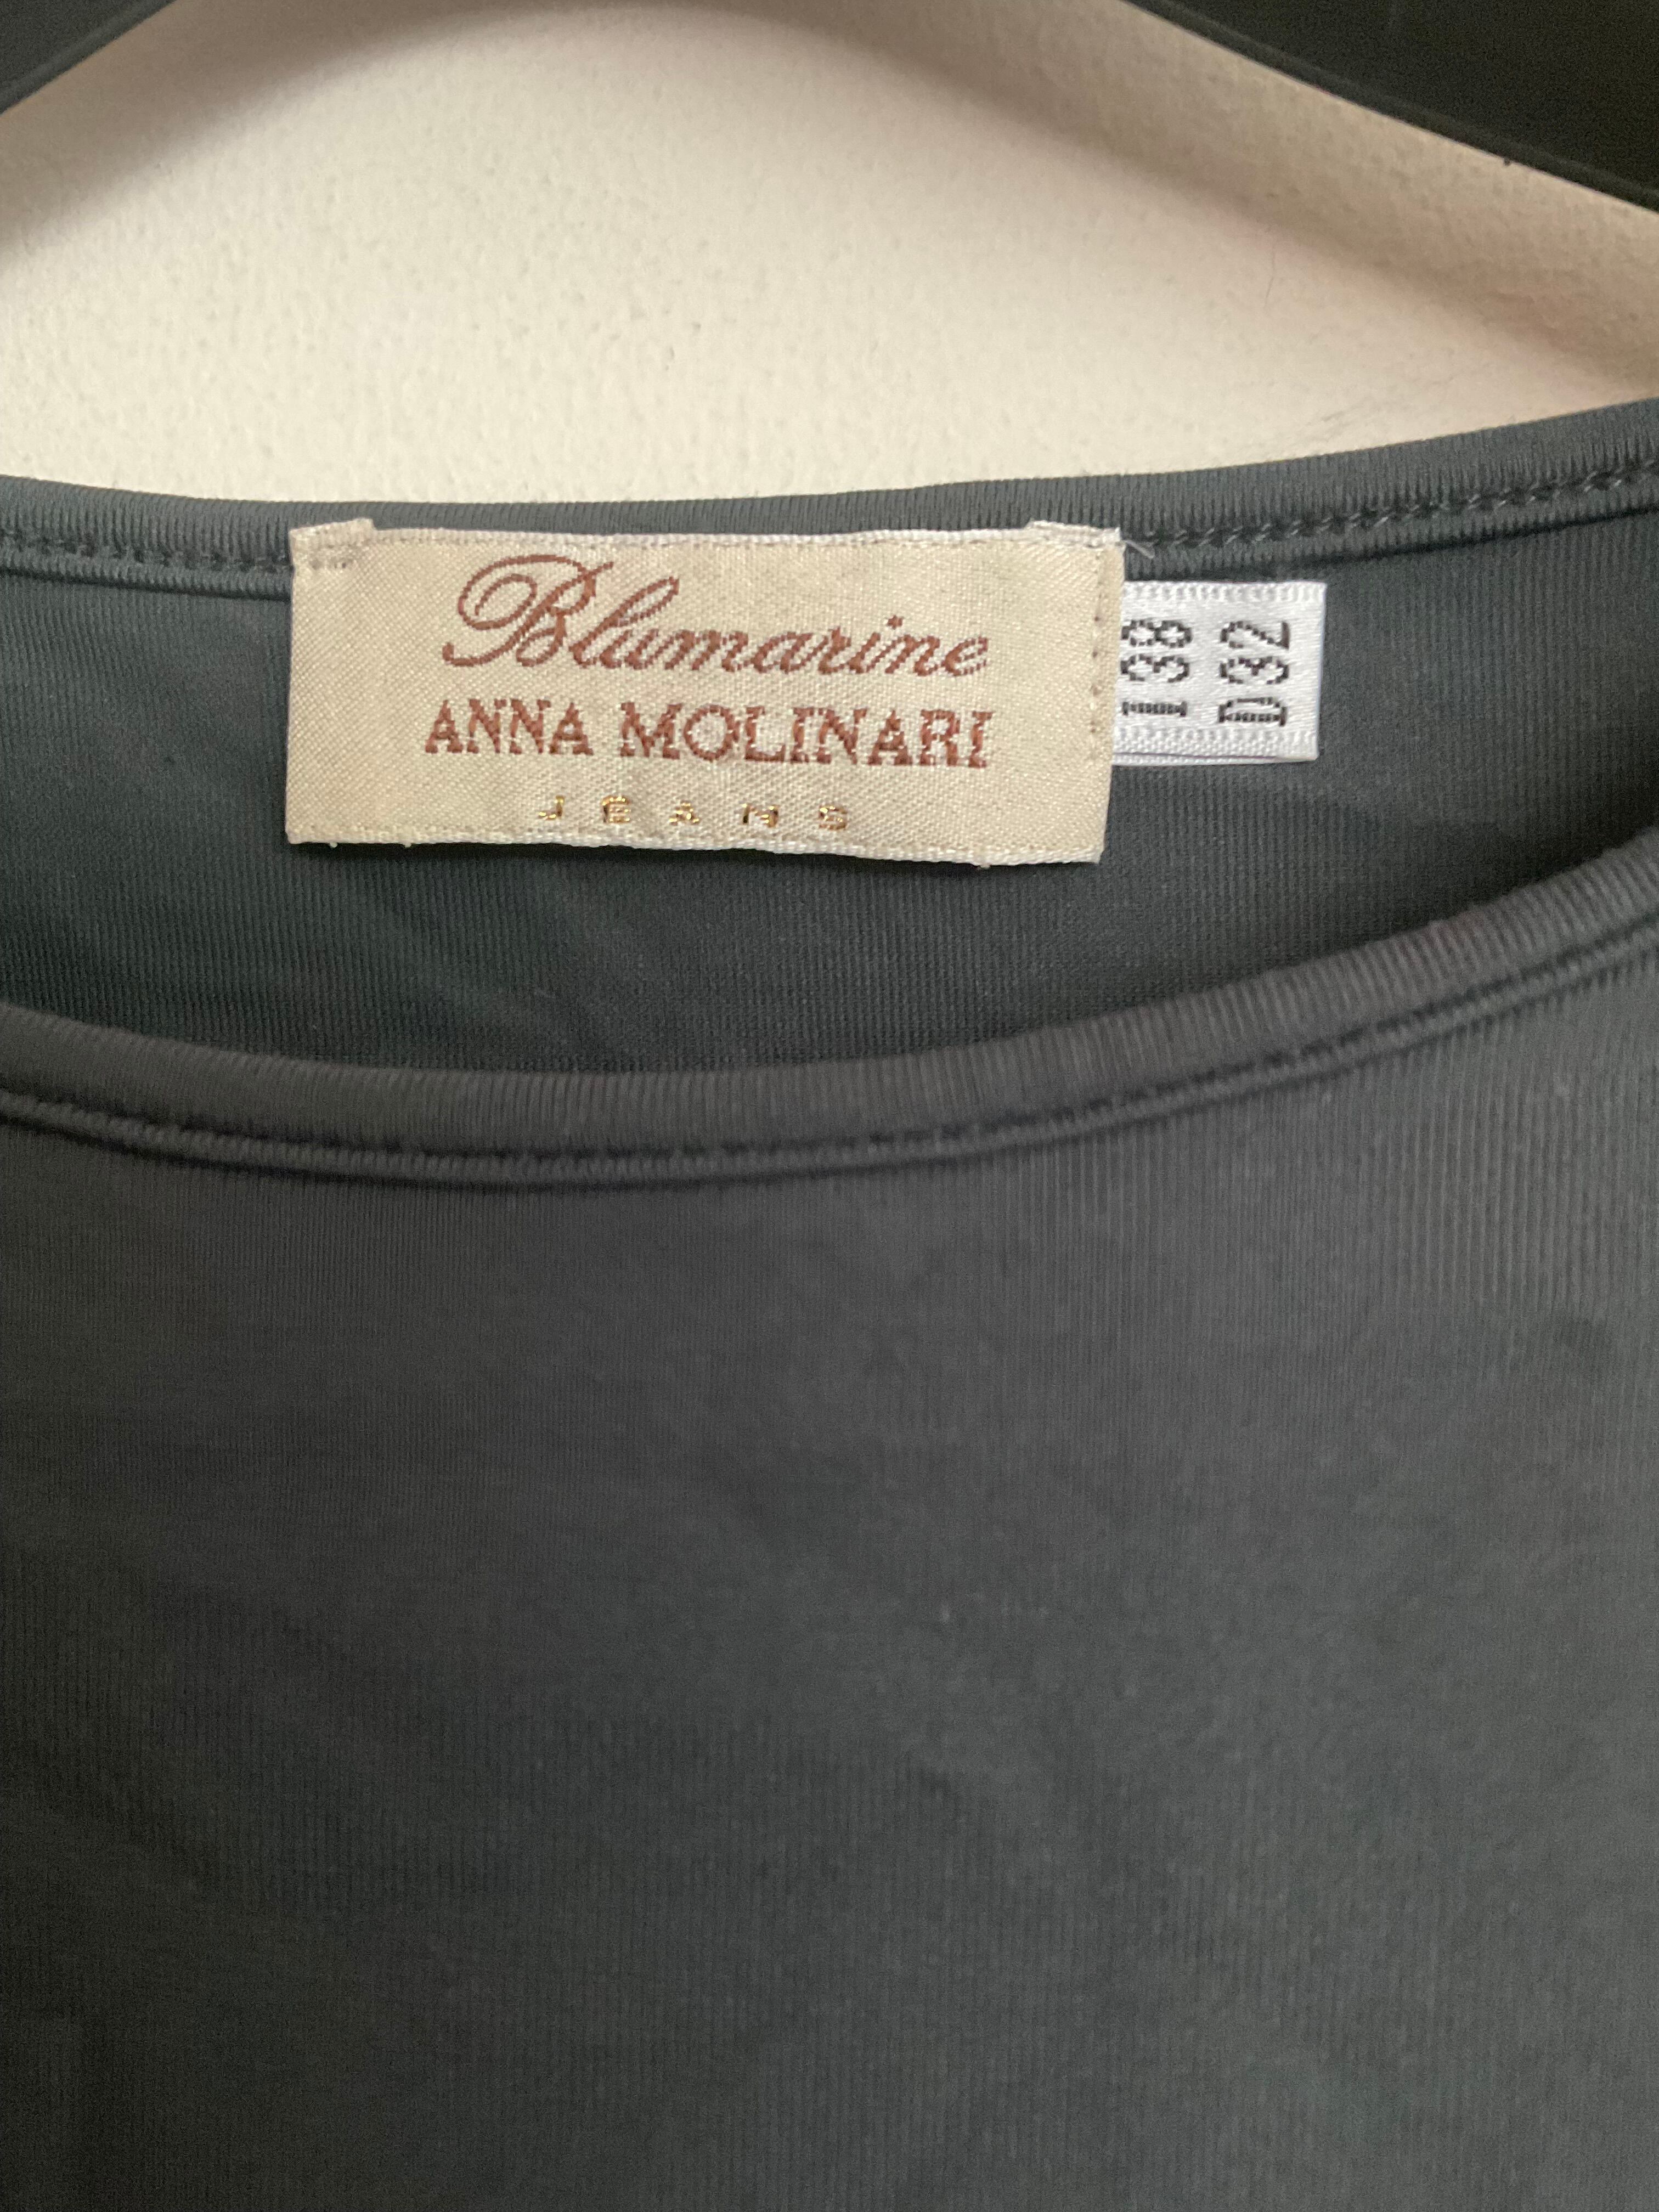 Blumarine
ANNA MOLINARI
JEANS
I 38
D 32